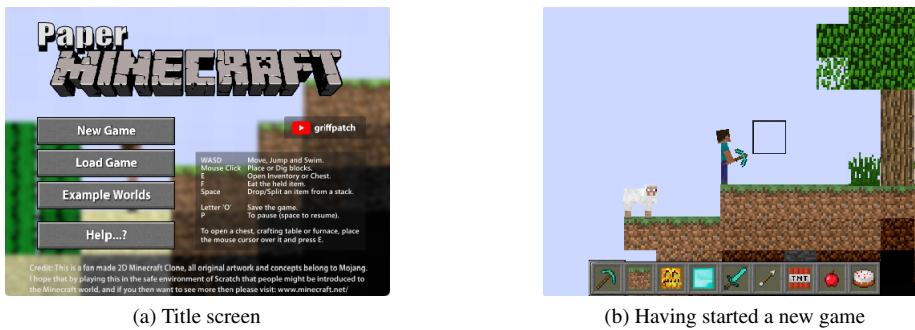 Paper
MINECRAFT
New Game
Load Game
Example Worlds
Help...?
griffpatch
WASD Move, Jump and Swim.
Mouse Click Place or Dig blocks.
E Open Inventory or Chest.
F Eat the held item.
Space Drop/Split an item from a stack.
Letter 'O' Save the game.
P To pause (space to resume).
To open a chest, crafting table or furnace, place
the mouse cursor over it and press E.
Credit: This is a fan made 2D Minecraft Clone, all original artwork and concepts belong to Mojang.
I hope that by playing this in the safe environment of Scratch that people might be introduced to
the Minecraft world, and if you then want to see more then please visit: www.minecraft.net/
(a) Title screen
TNT
(b) Having started a new game